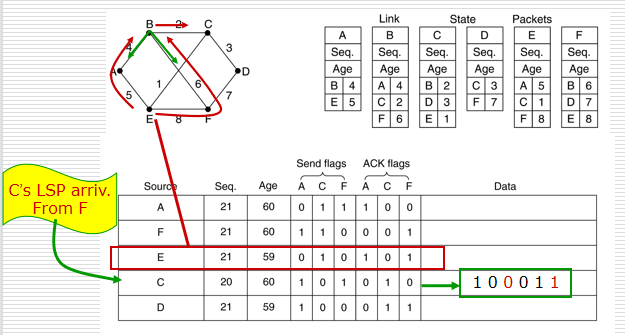 Link State Packets
B 2 C
4 3
A 1 6 D
5 7
E 8 F
A B C D E F
Seq. Seq. Seq. Seq. Seq. Seq.
Age Age Age Age Age Age
B 4 A 4 B 2 C 3 A 5 B 6
E 5 C 2 D 3 F 7 C 1 D 7
F 6 E 1 F 8 E 8
C's LSP arriv.
From F
Send flags ACK flags
Source Seq. Age A C F A C F Data
A 21 60 0 1 1 1 0 0
F 21 60 1 1 0 0 0 1
E 21 59 0 1 0 1 0 1
C 20 60 1 0 1 0 1 0 1 0 0 0 1 1
D 21 59 1 0 0 0 1 1